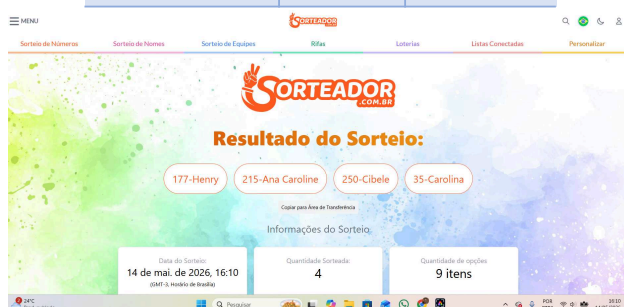 MENU
SORTEADOR
Sorteio de Números
Sorteio de Nomes
Sorteio de Equipes
Rifas
Loterias
Listas Conectadas
Personalizar
SORTEADOR
.COM.BR
Resultado do Sorteio:
177-Henry
215-Ana Caroline
250-Cibele
35-Carolina
Copiar para Área de Transferência
Informações do Sorteio
Data do Sorteio:
14 de mai. de 2026, 16:10
(GMT-3, Horário de Brasília)
Quantidade Sorteada:
4
Quantidade de opções
9 itens
24°C
Pesquisar
POR
16:10